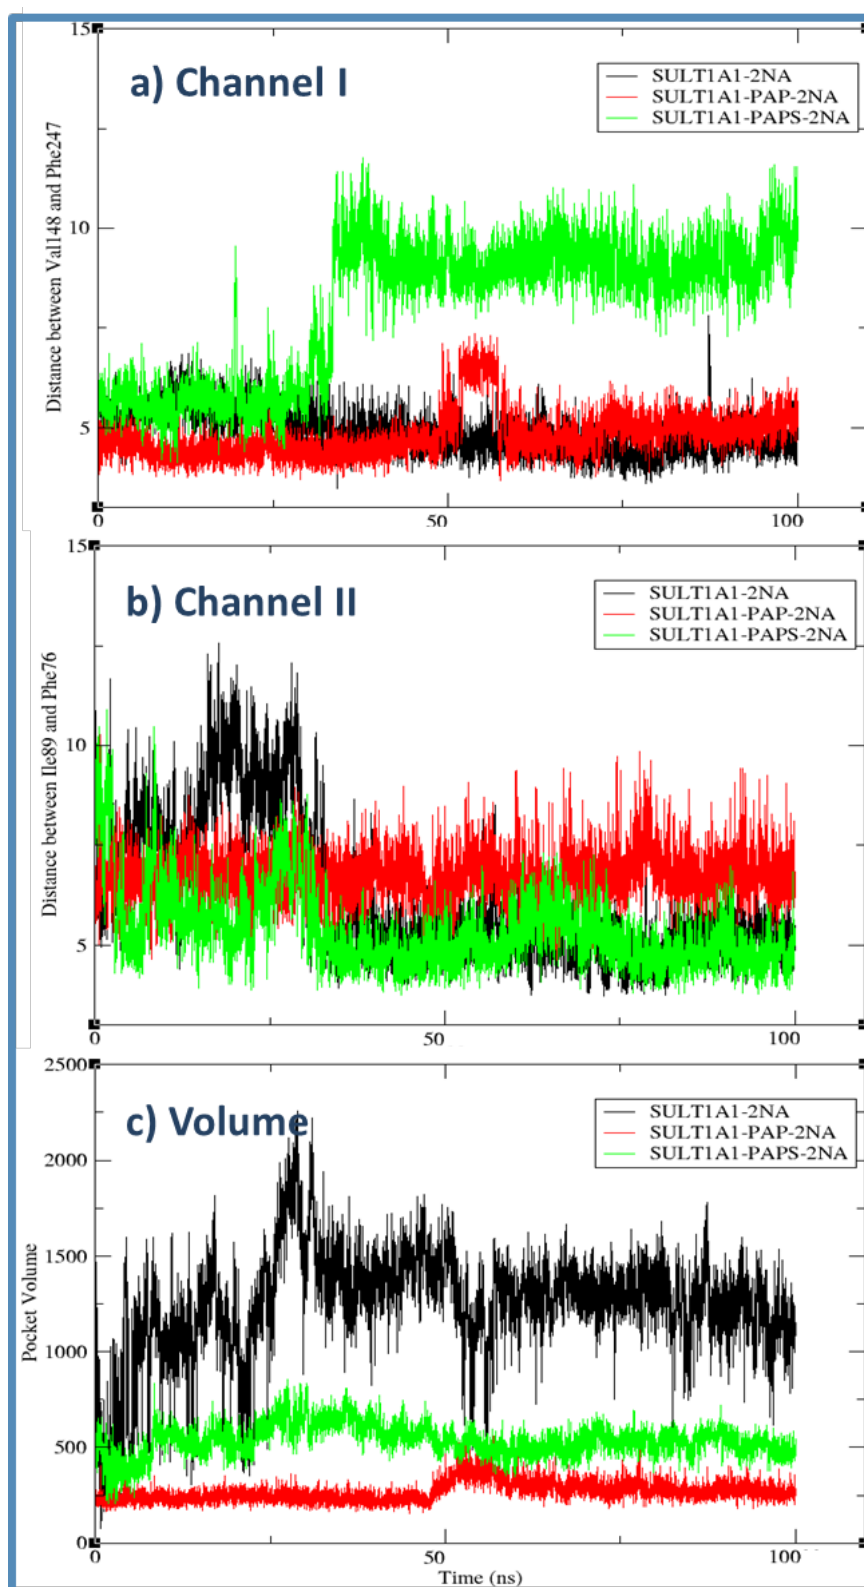 15
a) Channel I
SULT1A1-2NA
SULT1A1-PAP-2NA
SULT1A1-PAPS-2NA
Distance between Val148 and Phe247
10
5
0
50
100
15
b) Channel II
SULT1A1-2NA
SULT1A1-PAP-2NA
SULT1A1-PAPS-2NA
Distance between Ile89 and Phe76
10
5
0
50
100
2500
c) Volume
SULT1A1-2NA
SULT1A1-PAP-2NA
SULT1A1-PAPS-2NA
2000
Pocket Volume
1500
1000
500
0
0
50
100
Time (ns)